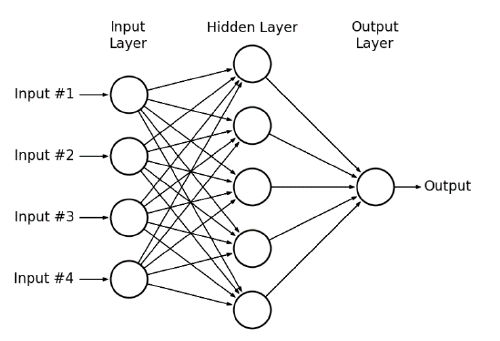 Input
Layer
Hidden Layer
Output
Layer
Input #1
Input #2
Input #3
Input #4
Output